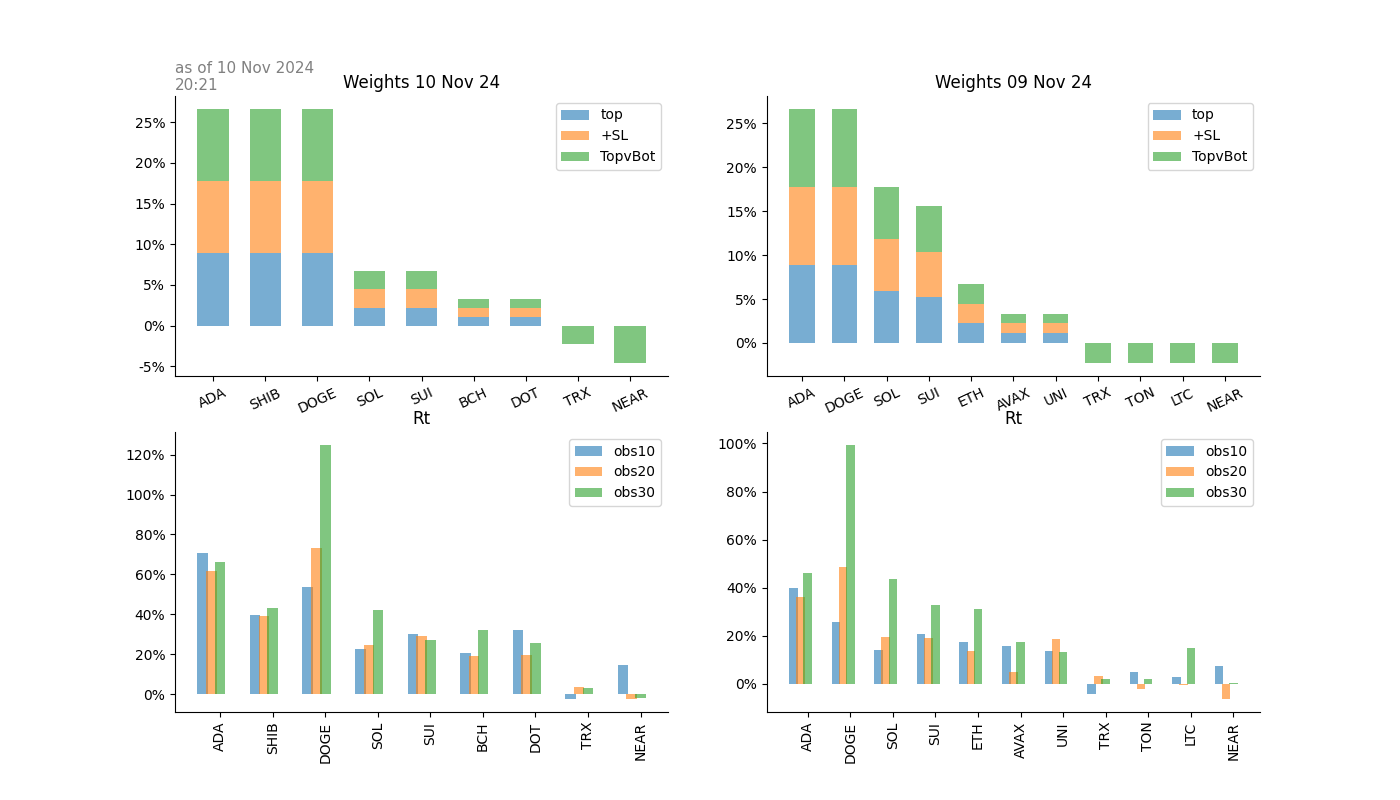 as of 10 Nov 2024
20:21
Weights 10 Nov 24
25%
20%
15%
10%
5%
0%
-5%
top
+SL
TopvBot
ADA SHIB DOGE SOL SUI BCH DOT TRX NEAR
Weights 09 Nov 24
25%
20%
15%
10%
5%
0%
top
+SL
TopvBot
ADA DOGE SOL SUI ETH AVAX UNI TRX TON LTC NEAR
Rt
120%
100%
80%
60%
40%
20%
0%
obs10
obs20
obs30
ADA SHIB DOGE SOL SUI BCH DOT TRX NEAR
Rt
100%
80%
60%
40%
20%
0%
obs10
obs20
obs30
ADA DOGE SOL SUI ETH AVAX UNI TRX TON LTC NEAR